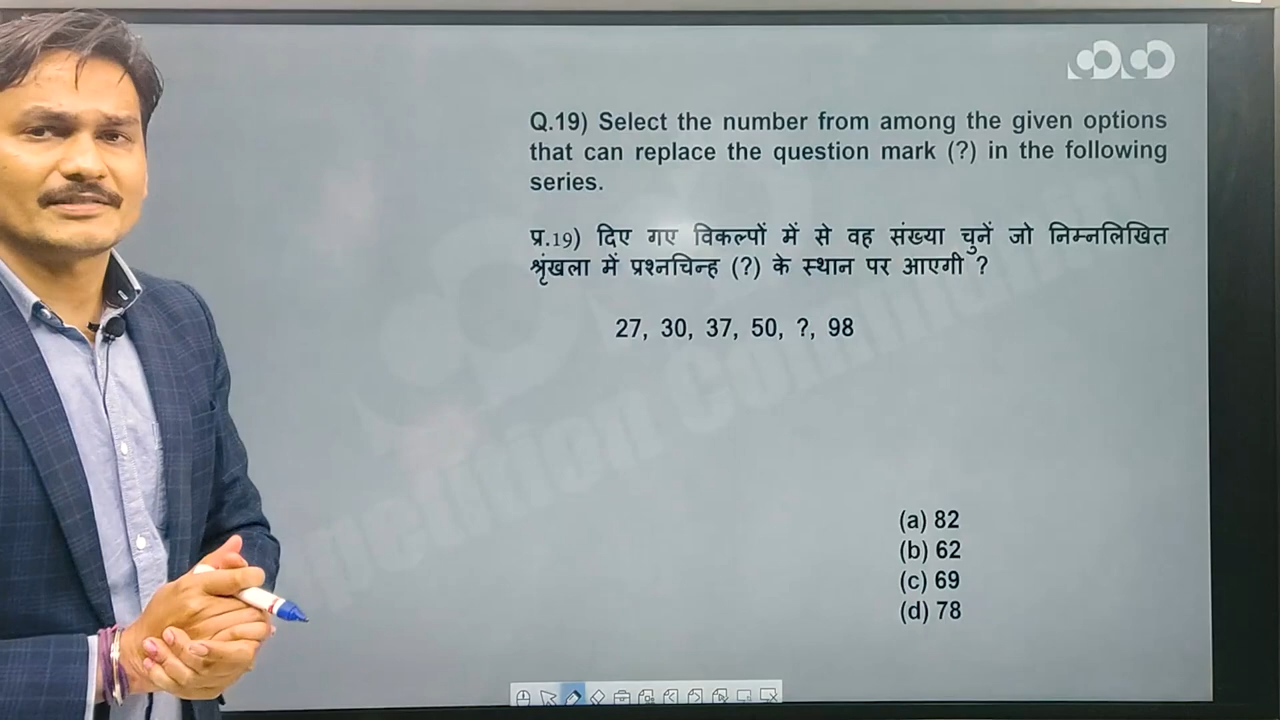 Q.19) Select the number from among the given options
that can replace the question mark (?) in the following
series.
प्र.19) दिए गए विकल्पों में से वह संख्या चुनें जो निम्नलिखित
श्रृंखला में प्रश्नचिन्ह (?) के स्थान पर आएगी ?
27, 30, 37, 50, ?, 98
(a) 82
(b) 62
(c) 69
(d) 78